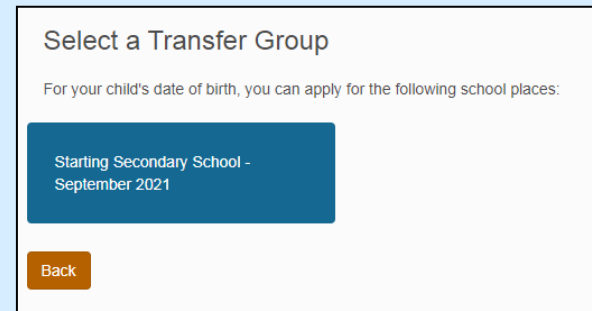 Select a Transfer Group
For your child's date of birth, you can apply for the following school places:
Starting Secondary School -
September 2021
Back